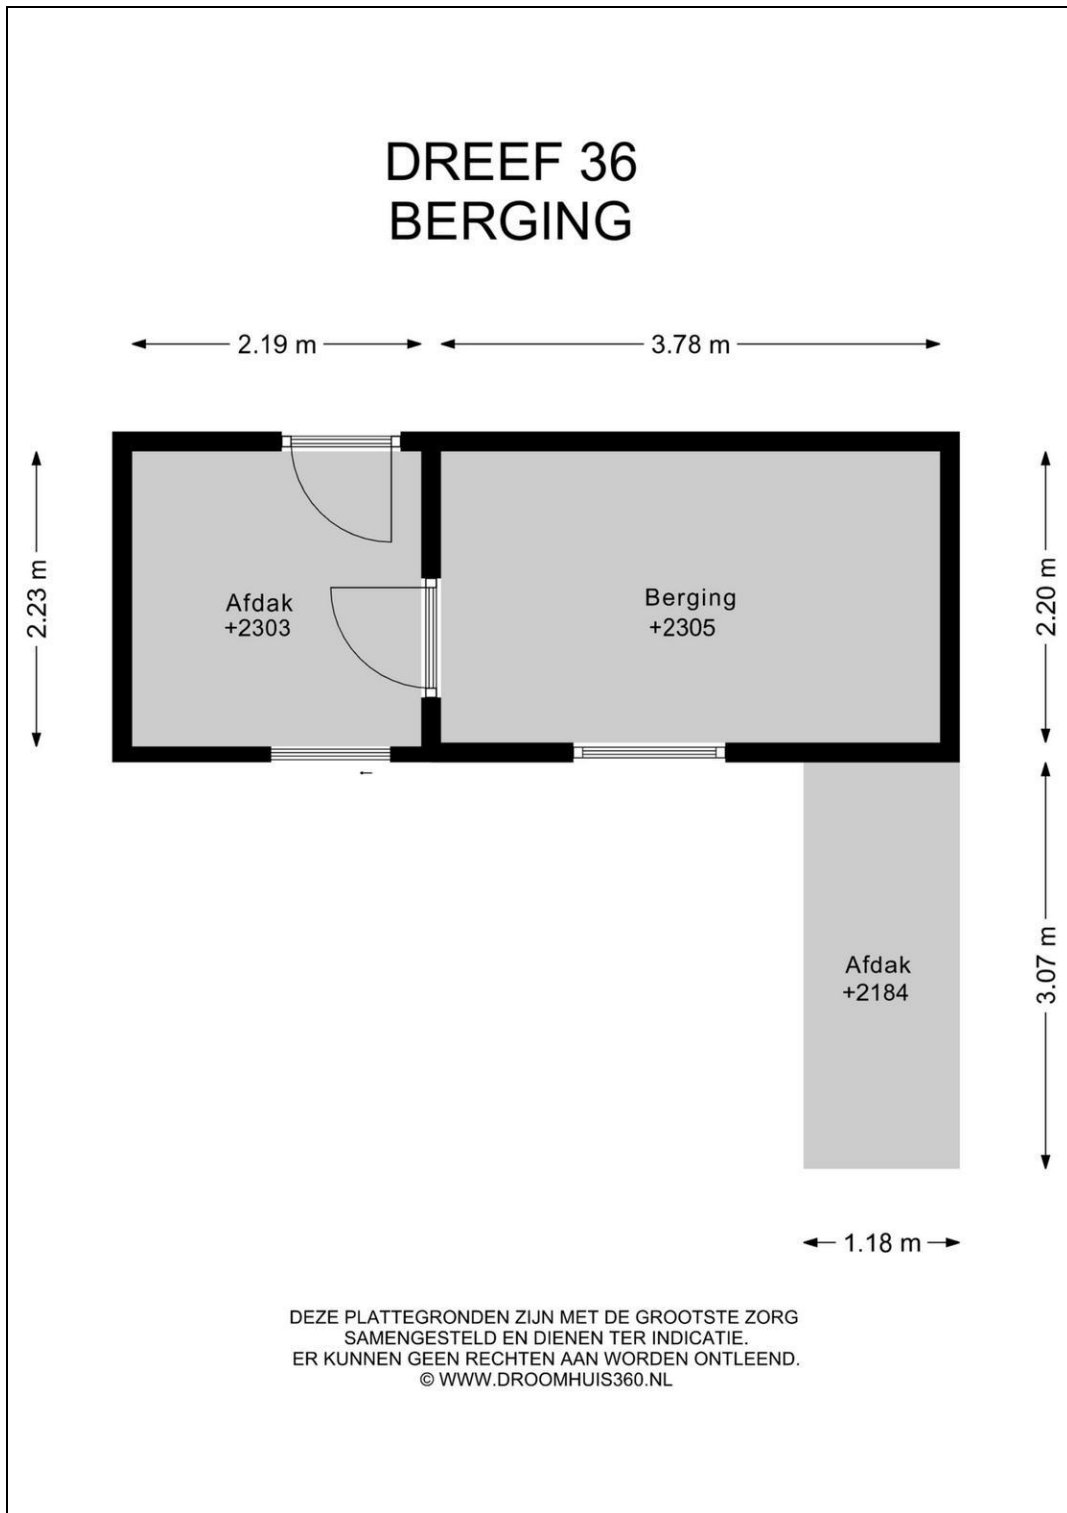 DREEF 36
BERGING
2.19 m
3.78 m
2.23 m
Afdak
+2303
Berging
+2305
2.20 m
Afdak
+2184
3.07 m
1.18 m
DEZE PLATTEGRONDEN ZIJN MET DE GROOTSTE ZORG
SAMENGESTELD EN DIENEN TER INDICATIE.
ER KUNNEN GEEN RECHTEN AAN WORDEN ONTLEEND.
© WWW.DROOMHUIS360.NL